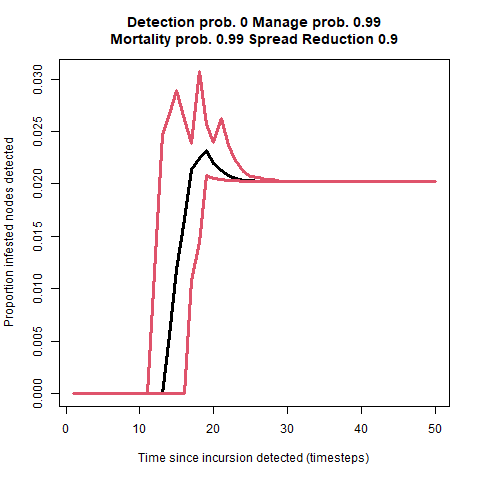 Detection prob. 0 Manage prob. 0.99
Mortality prob. 0.99 Spread Reduction 0.9
Proportion infested nodes detected
0.030
0.025
0.020
0.015
0.010
0.005
0.000
0 10 20 30 40 50
Time since incursion detected (timesteps)